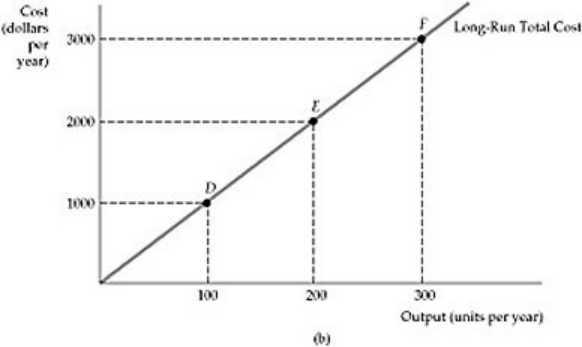 Cost
(dollars
per
year)
F
Long-Run Total Cost
3000
E
2000
D
1000
100
200
300
Output (units per year)
(b)